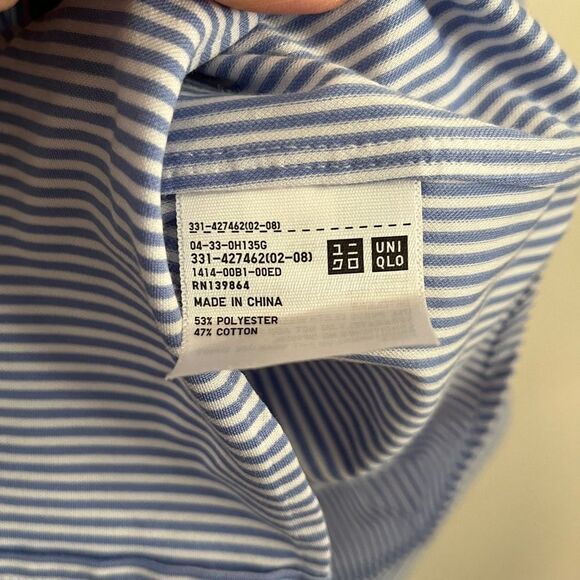 331-427462(02-08)
04-33-0H135G
331-427462(02-08)
1414-00B1-00ED
RN139864
MADE IN CHINA
53% POLYESTER
47% COTTON
ユニ
クロ
UNI
QLO